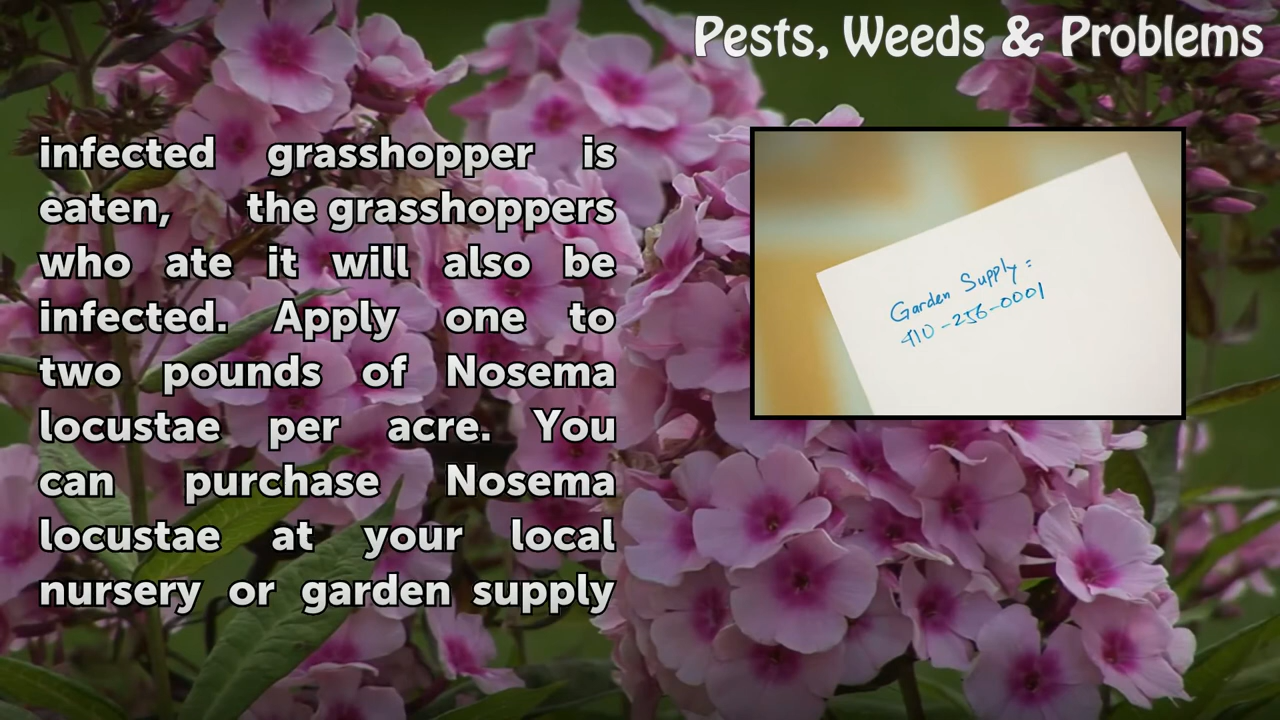 Pests, Weeds & Problems
infected grasshopper is
eaten, the grasshoppers
who ate it will also be
infected. Apply one to
two pounds of Nosema
locustae per acre. You
can purchase Nosema
locustae at your local
nursery or garden supply
Garden Supply:
410-256-0001